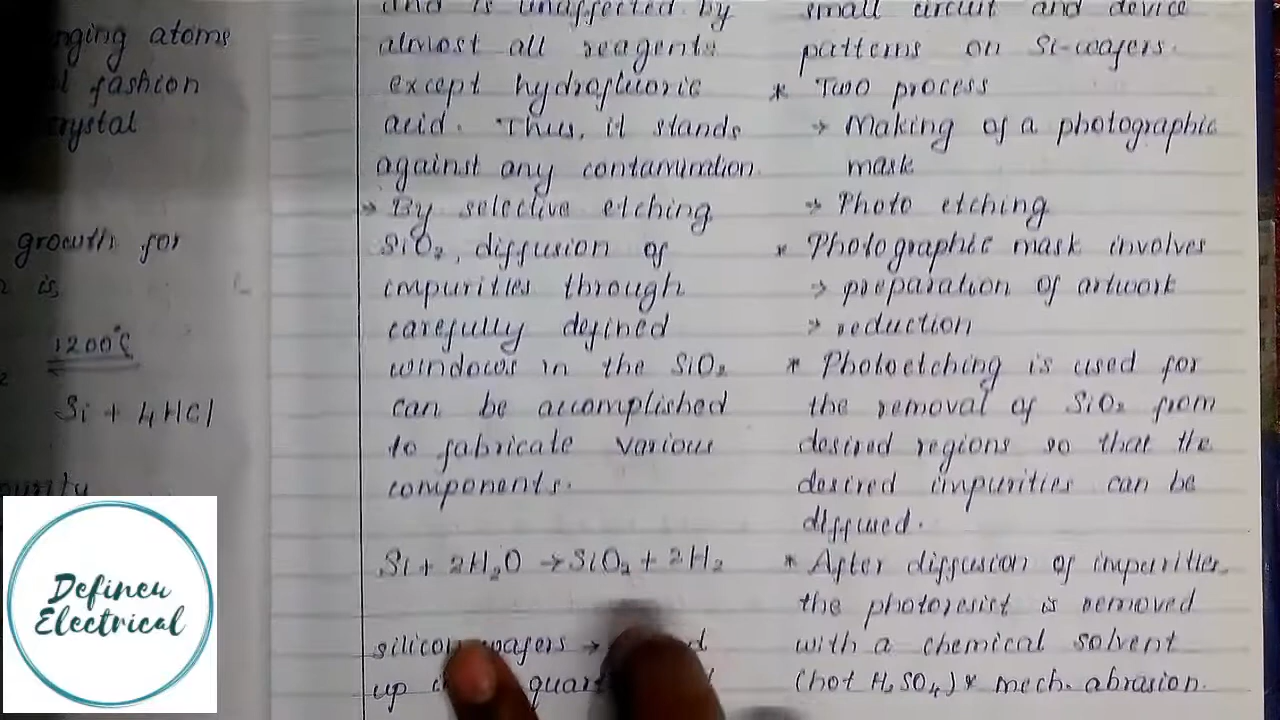 nging atoms
fashion
crystal
growth for
is,
1200°C
Si + 4HCl
purity
and is unaffected by
almost all reagents
except hydrofluoric
acid. Thus, it stands
against any contamination.
→ By selective etching
SiO₂, diffusion of
impurities through
carefully defined
windows in the SiO₂
can be accomplished
to fabricate various
components.
Si + 2H₂O → SiO₂ + 2H₂
silicon wafers →
up quart
small circuit and device
patterns on Si-wafers.
* Two process
→ Making of a photographic
mask
→ Photo etching
* Photographic mask involves
→ preparation of artwork
→ reduction
* Photoetching is used for
the removal of SiO₂ from
desired regions so that the
desired impurities can be
diffused.
* After diffusion of impurities,
the photoresist is removed
with a chemical solvent
(hot H₂SO₄) * mech. abrasion.
Defineu
Electrical